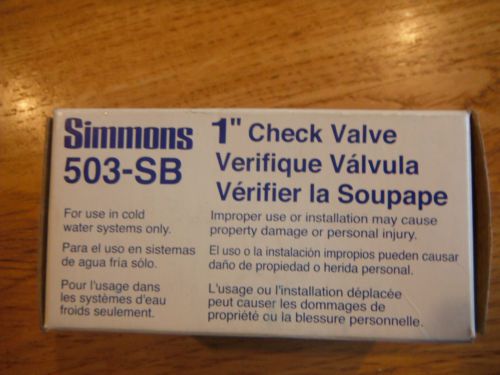 Simmons
503-SB
1" Check Valve
Verifique Válvula
Vérifier la Soupape
For use in cold
water systems only.
Para el uso en sistemas
de agua fria sólo.
Pour l'usage dans
les systèmes d'eau
froids seulement.
Improper use or installation may cause
property damage or personal injury.
El uso o la instalación impropios pueden causar
daño de propiedad o herida personal.
L'usage ou l'installation déplacée
peut causer les dommages de
propriété ou la blessure personnelle.